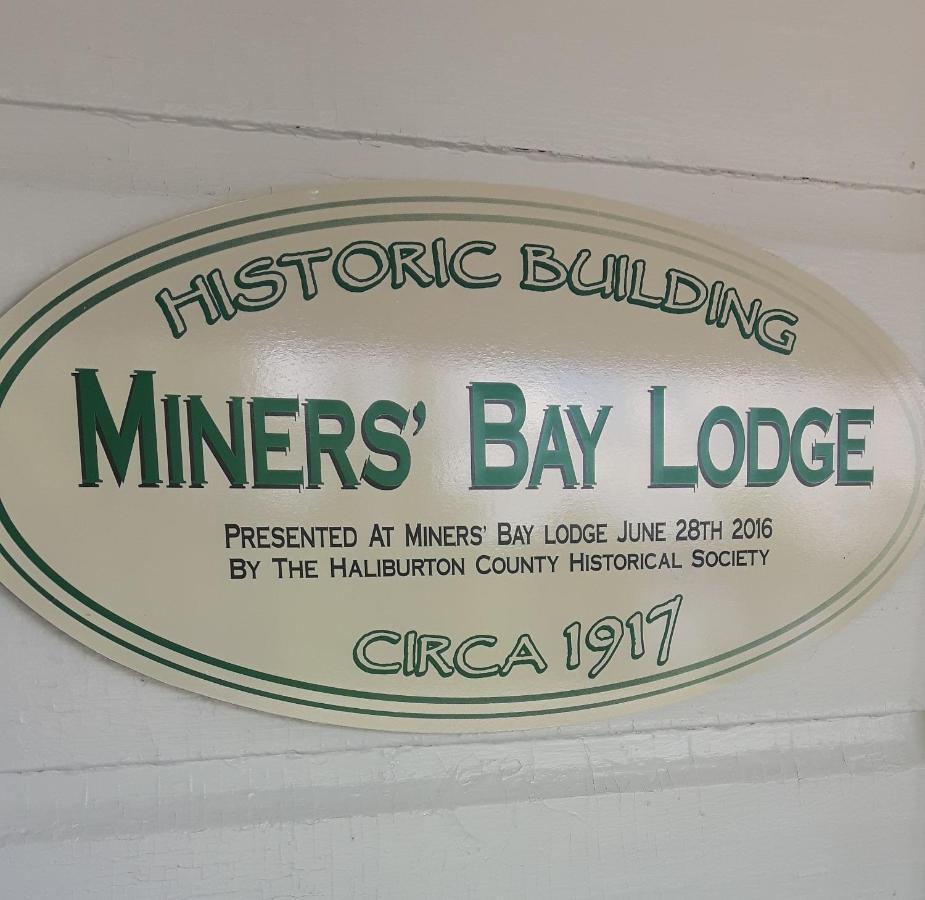 HISTORIC BUILDING
MINERS' BAY LODGE
PRESENTED AT MINERS' BAY LODGE JUNE 28TH 2016
BY THE HALIBURTON COUNTY HISTORICAL SOCIETY
CIRCA 1917